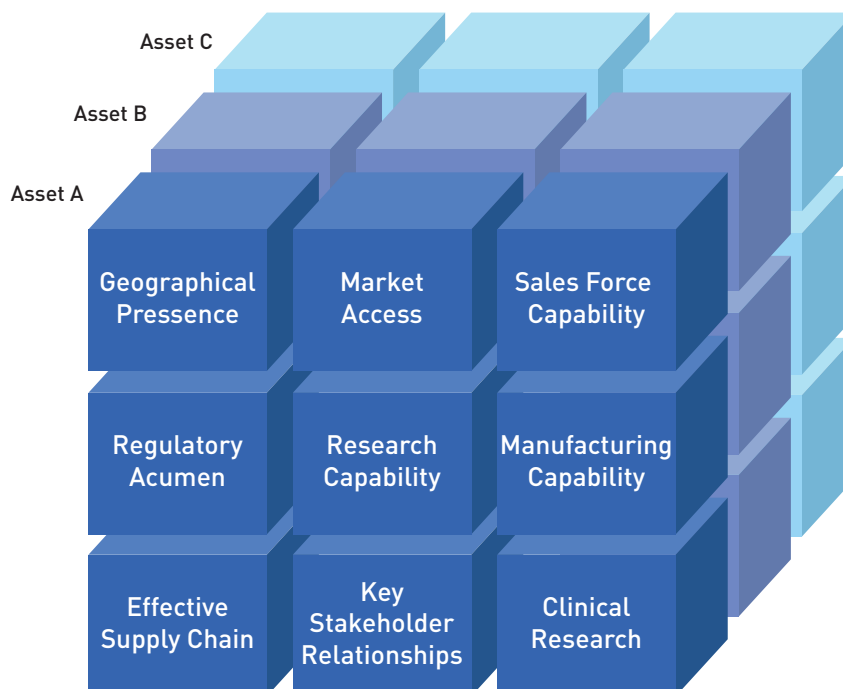 Asset C
Asset B
Asset A
Geographical
Pressence
Market
Access
Sales Force
Capability
Regulatory
Acumen
Research
Capability
Manufacturing
Capability
Effective
Supply Chain
Key
Stakeholder
Relationships
Clinical
Research